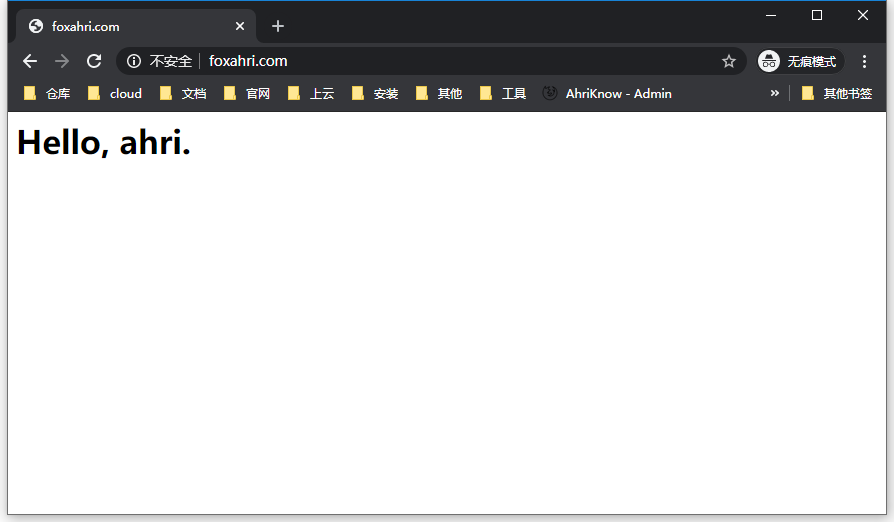 foxahri.com
不安全 foxahri.com 无痕模式
仓库 cloud 文档 官网 上云 安装 其他 工具 AhriKnow - Admin » 其他书签
Hello, ahri.